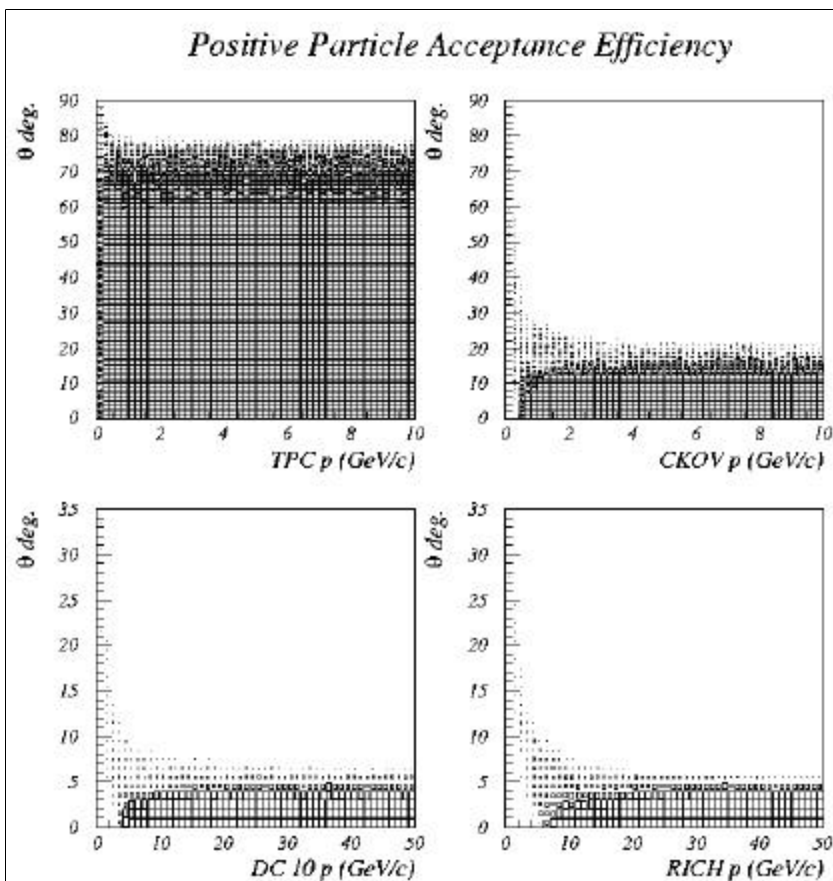 Positive Particle Acceptance Efficiency
θ deg.
90
80
70
60
50
40
30
20
10
0
0 2 4 6 8 10
TPC p (GeV/c)
θ deg.
90
80
70
60
50
40
30
20
10
0
0 2 4 6 8 10
CKOV p (GeV/c)
θ deg.
35
30
25
20
15
10
5
0
0 10 20 30 40 50
DC 10 p (GeV/c)
θ deg.
35
30
25
20
15
10
5
0
0 10 20 30 40 50
RICH p (GeV/c)